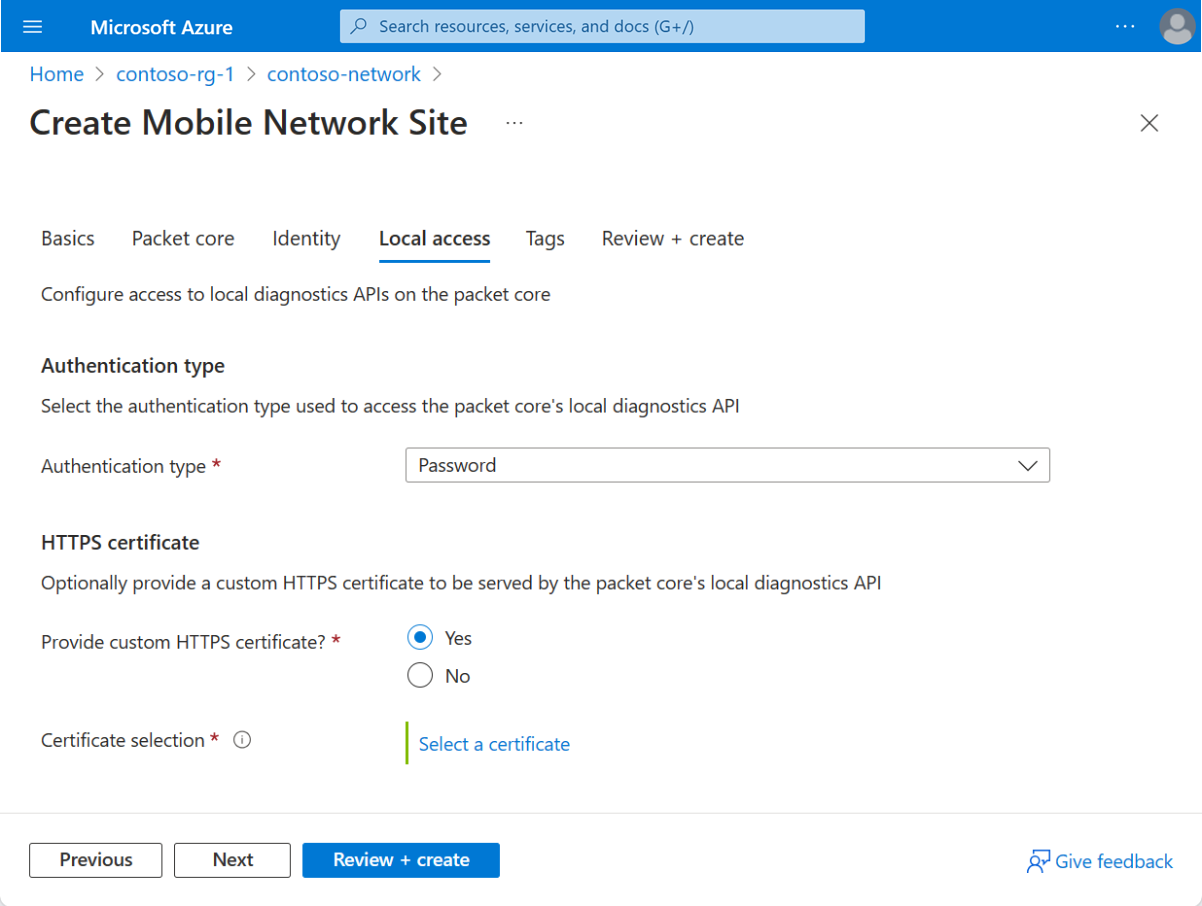 Microsoft Azure
Search resources, services, and docs (G+/)
Home > contoso-rg-1 > contoso-network >
Create Mobile Network Site ...
Basics Packet core Identity Local access Tags Review + create
Configure access to local diagnostics APIs on the packet core
Authentication type
Select the authentication type used to access the packet core's local diagnostics API
Authentication type * Password
HTTPS certificate
Optionally provide a custom HTTPS certificate to be served by the packet core's local diagnostics API
Provide custom HTTPS certificate? * Yes
No
Certificate selection * Select a certificate
Previous Next Review + create Give feedback